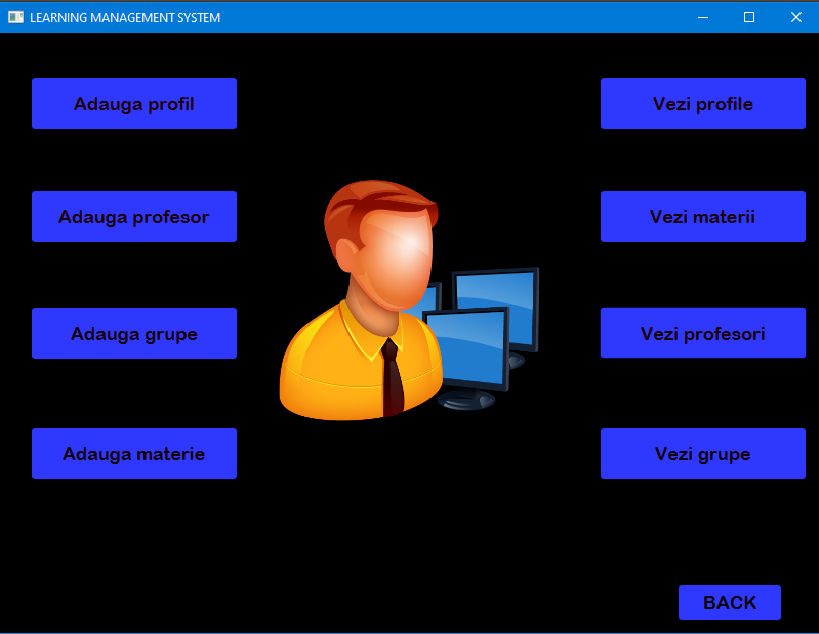 LEARNING MANAGEMENT SYSTEM
Adauga profil
Vezi profile
Adauga profesor
Vezi materii
Adauga grupe
Vezi profesori
Adauga materie
Vezi grupe
BACK